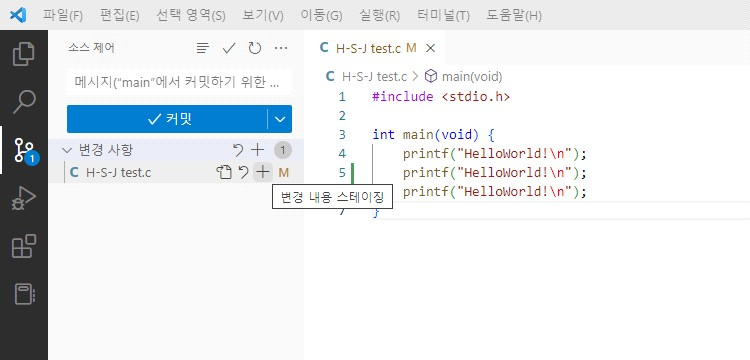 파일(F) 편집(E) 선택 영역(S) 보기(V) 이동(G) 실행(R) 터미널(T) 도움말(H)
소스 제어
메시지("main"에서 커밋하기 위한 ...
커밋
변경 사항 1
H-S-J test.c M
변경 내용 스테이징
1
C H-S-J test.c M
C H-S-J test.c > main(void)
1 #include <stdio.h>
2
3 int main(void) {
4 printf("HelloWorld!\n");
5 printf("HelloWorld!\n");
printf("HelloWorld!\n");
7 }